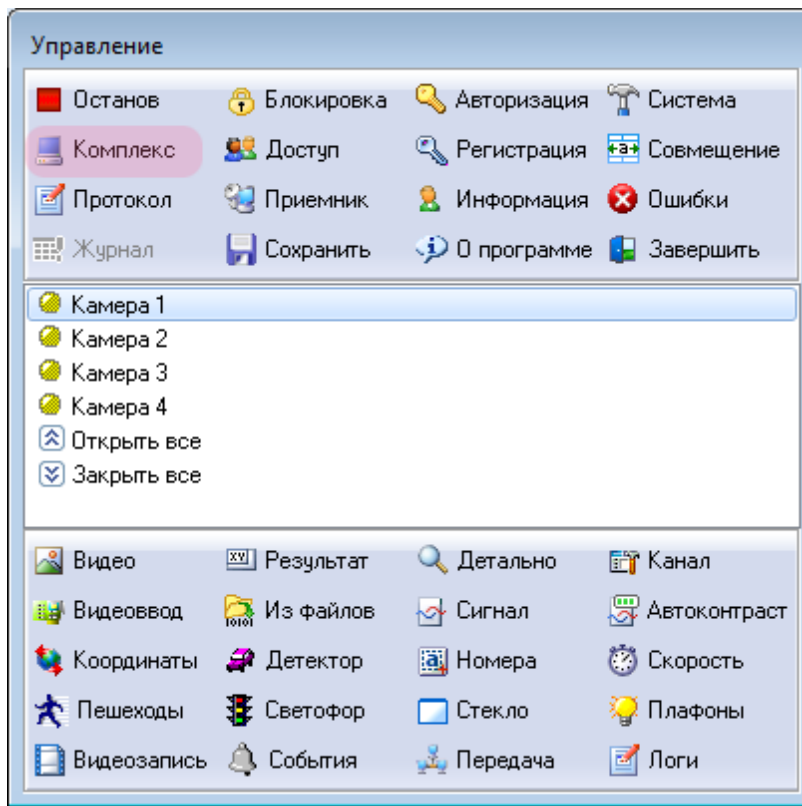 Управление
Останов Блокировка Авторизация Система
Комплекс Доступ Регистрация Совмещение
Протокол Приемник Информация Ошибки
Журнал Сохранить О программе Завершить
Камера 1
Камера 2
Камера 3
Камера 4
Открыть все
Закрыть все
Видео Результат Детально Канал
Видеоввод Из файлов Сигнал Автоконтраст
Координаты Детектор Номера Скорость
Пешеходы Светофор Стекло Плафоны
Видеозапись События Передача Логи